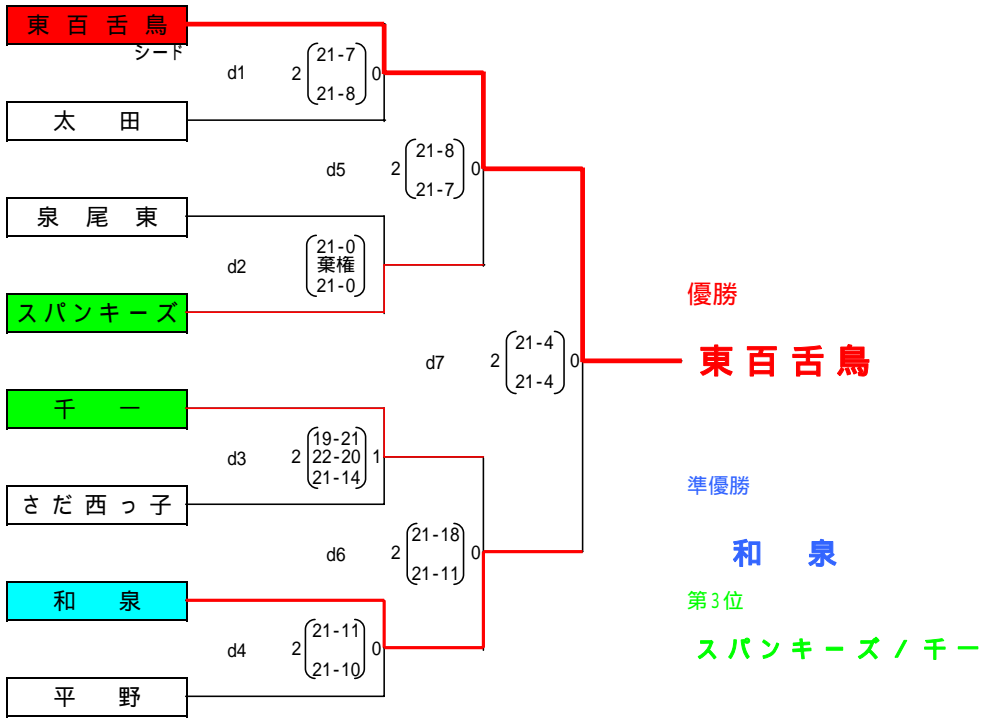 東百舌鳥
シード
d1
2 21-7 0
21-8
太 田
d5
2 21-8 0
21-7
泉尾東
d2
21-0
棄権
21-0
スパンキーズ
優勝
東百舌鳥
d7
2 21-4 0
21-4
千 一
d3
19-21
2 22-20 1
21-14
さだ西っ子
準優勝
和 泉
d6
2 21-18 0
21-11
和 泉
第3位
スパンキーズ/千一
d4
2 21-11 0
21-10
平 野